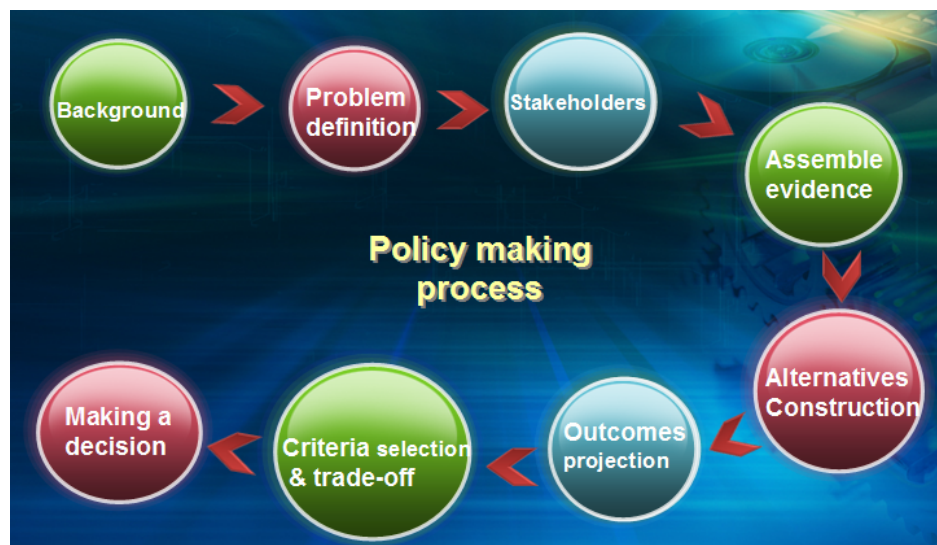 Background
Problem
definition
Stakeholders
Assemble
evidence
Policy making
process
Alternatives
Construction
Outcomes
projection
Criteria selection
& trade-off
Making a
decision